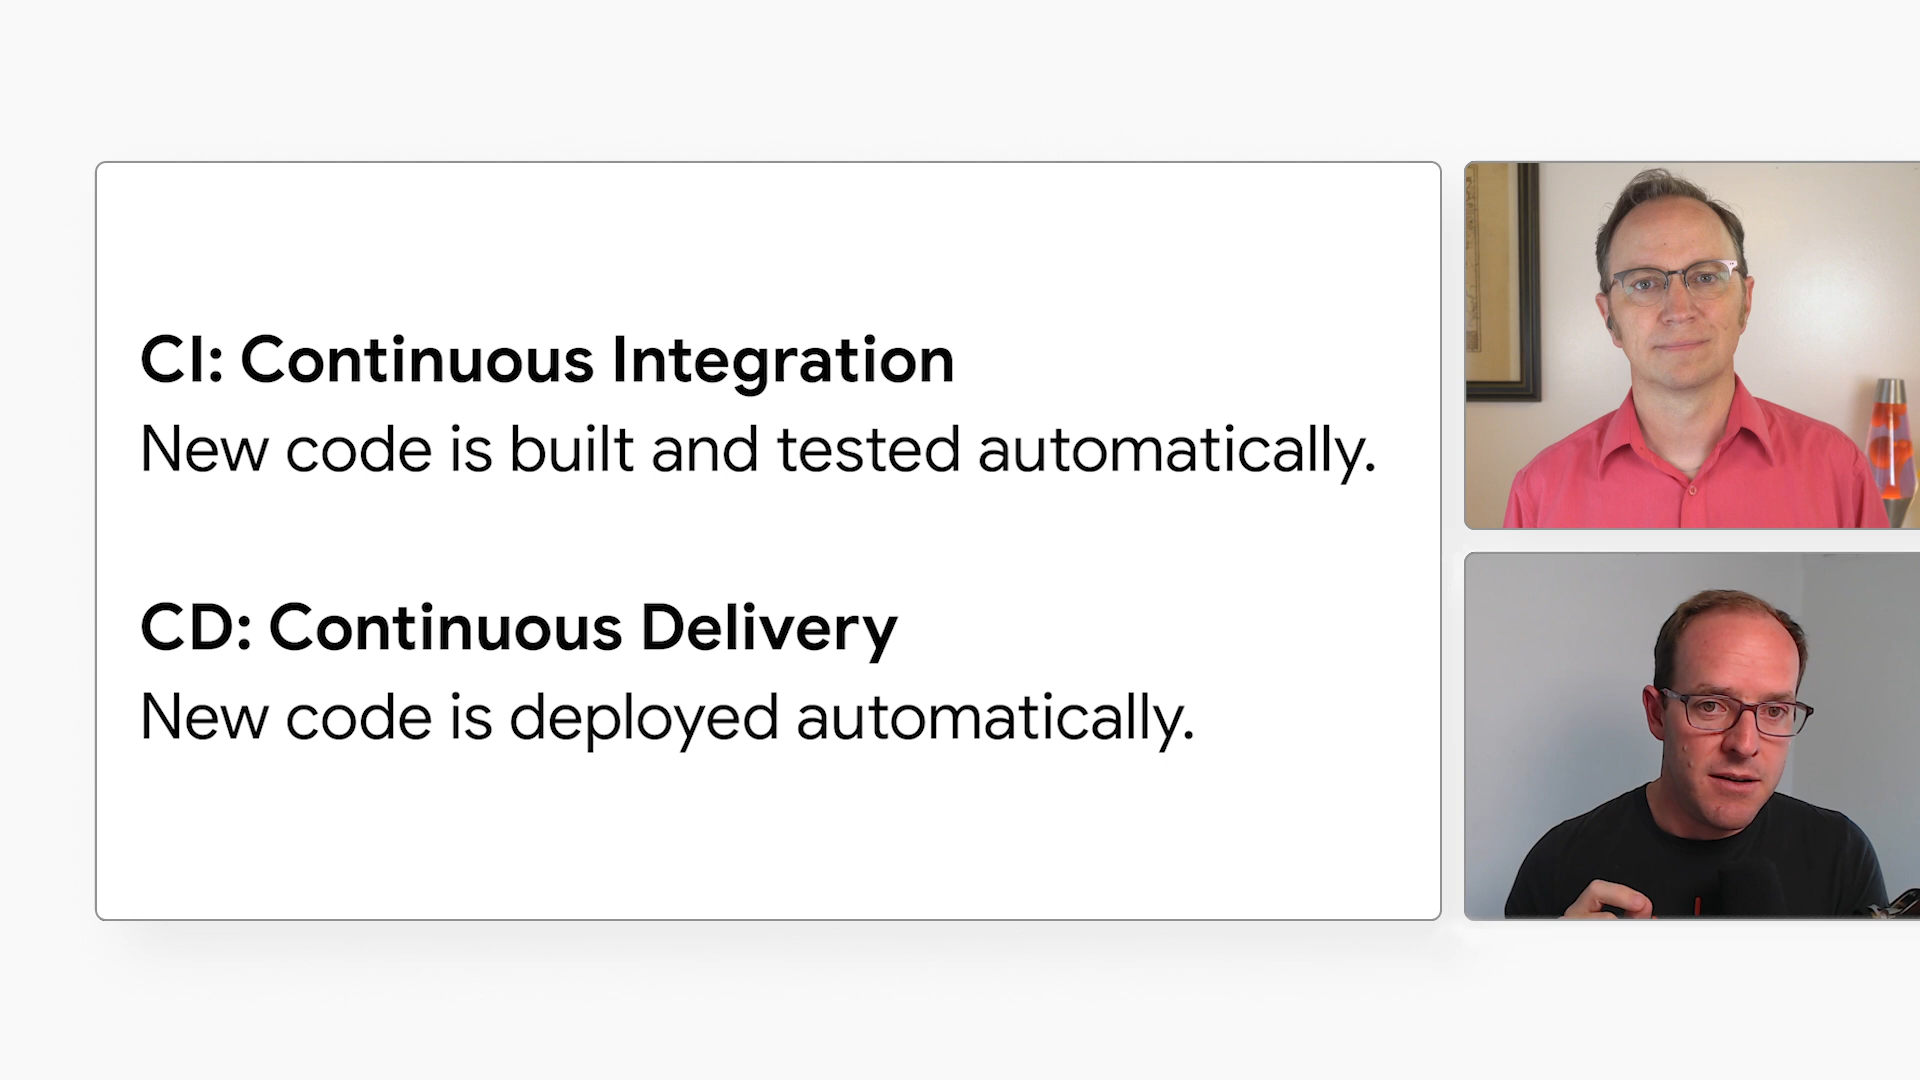 CI: Continuous Integration
New code is built and tested automatically.
CD: Continuous Delivery
New code is deployed automatically.